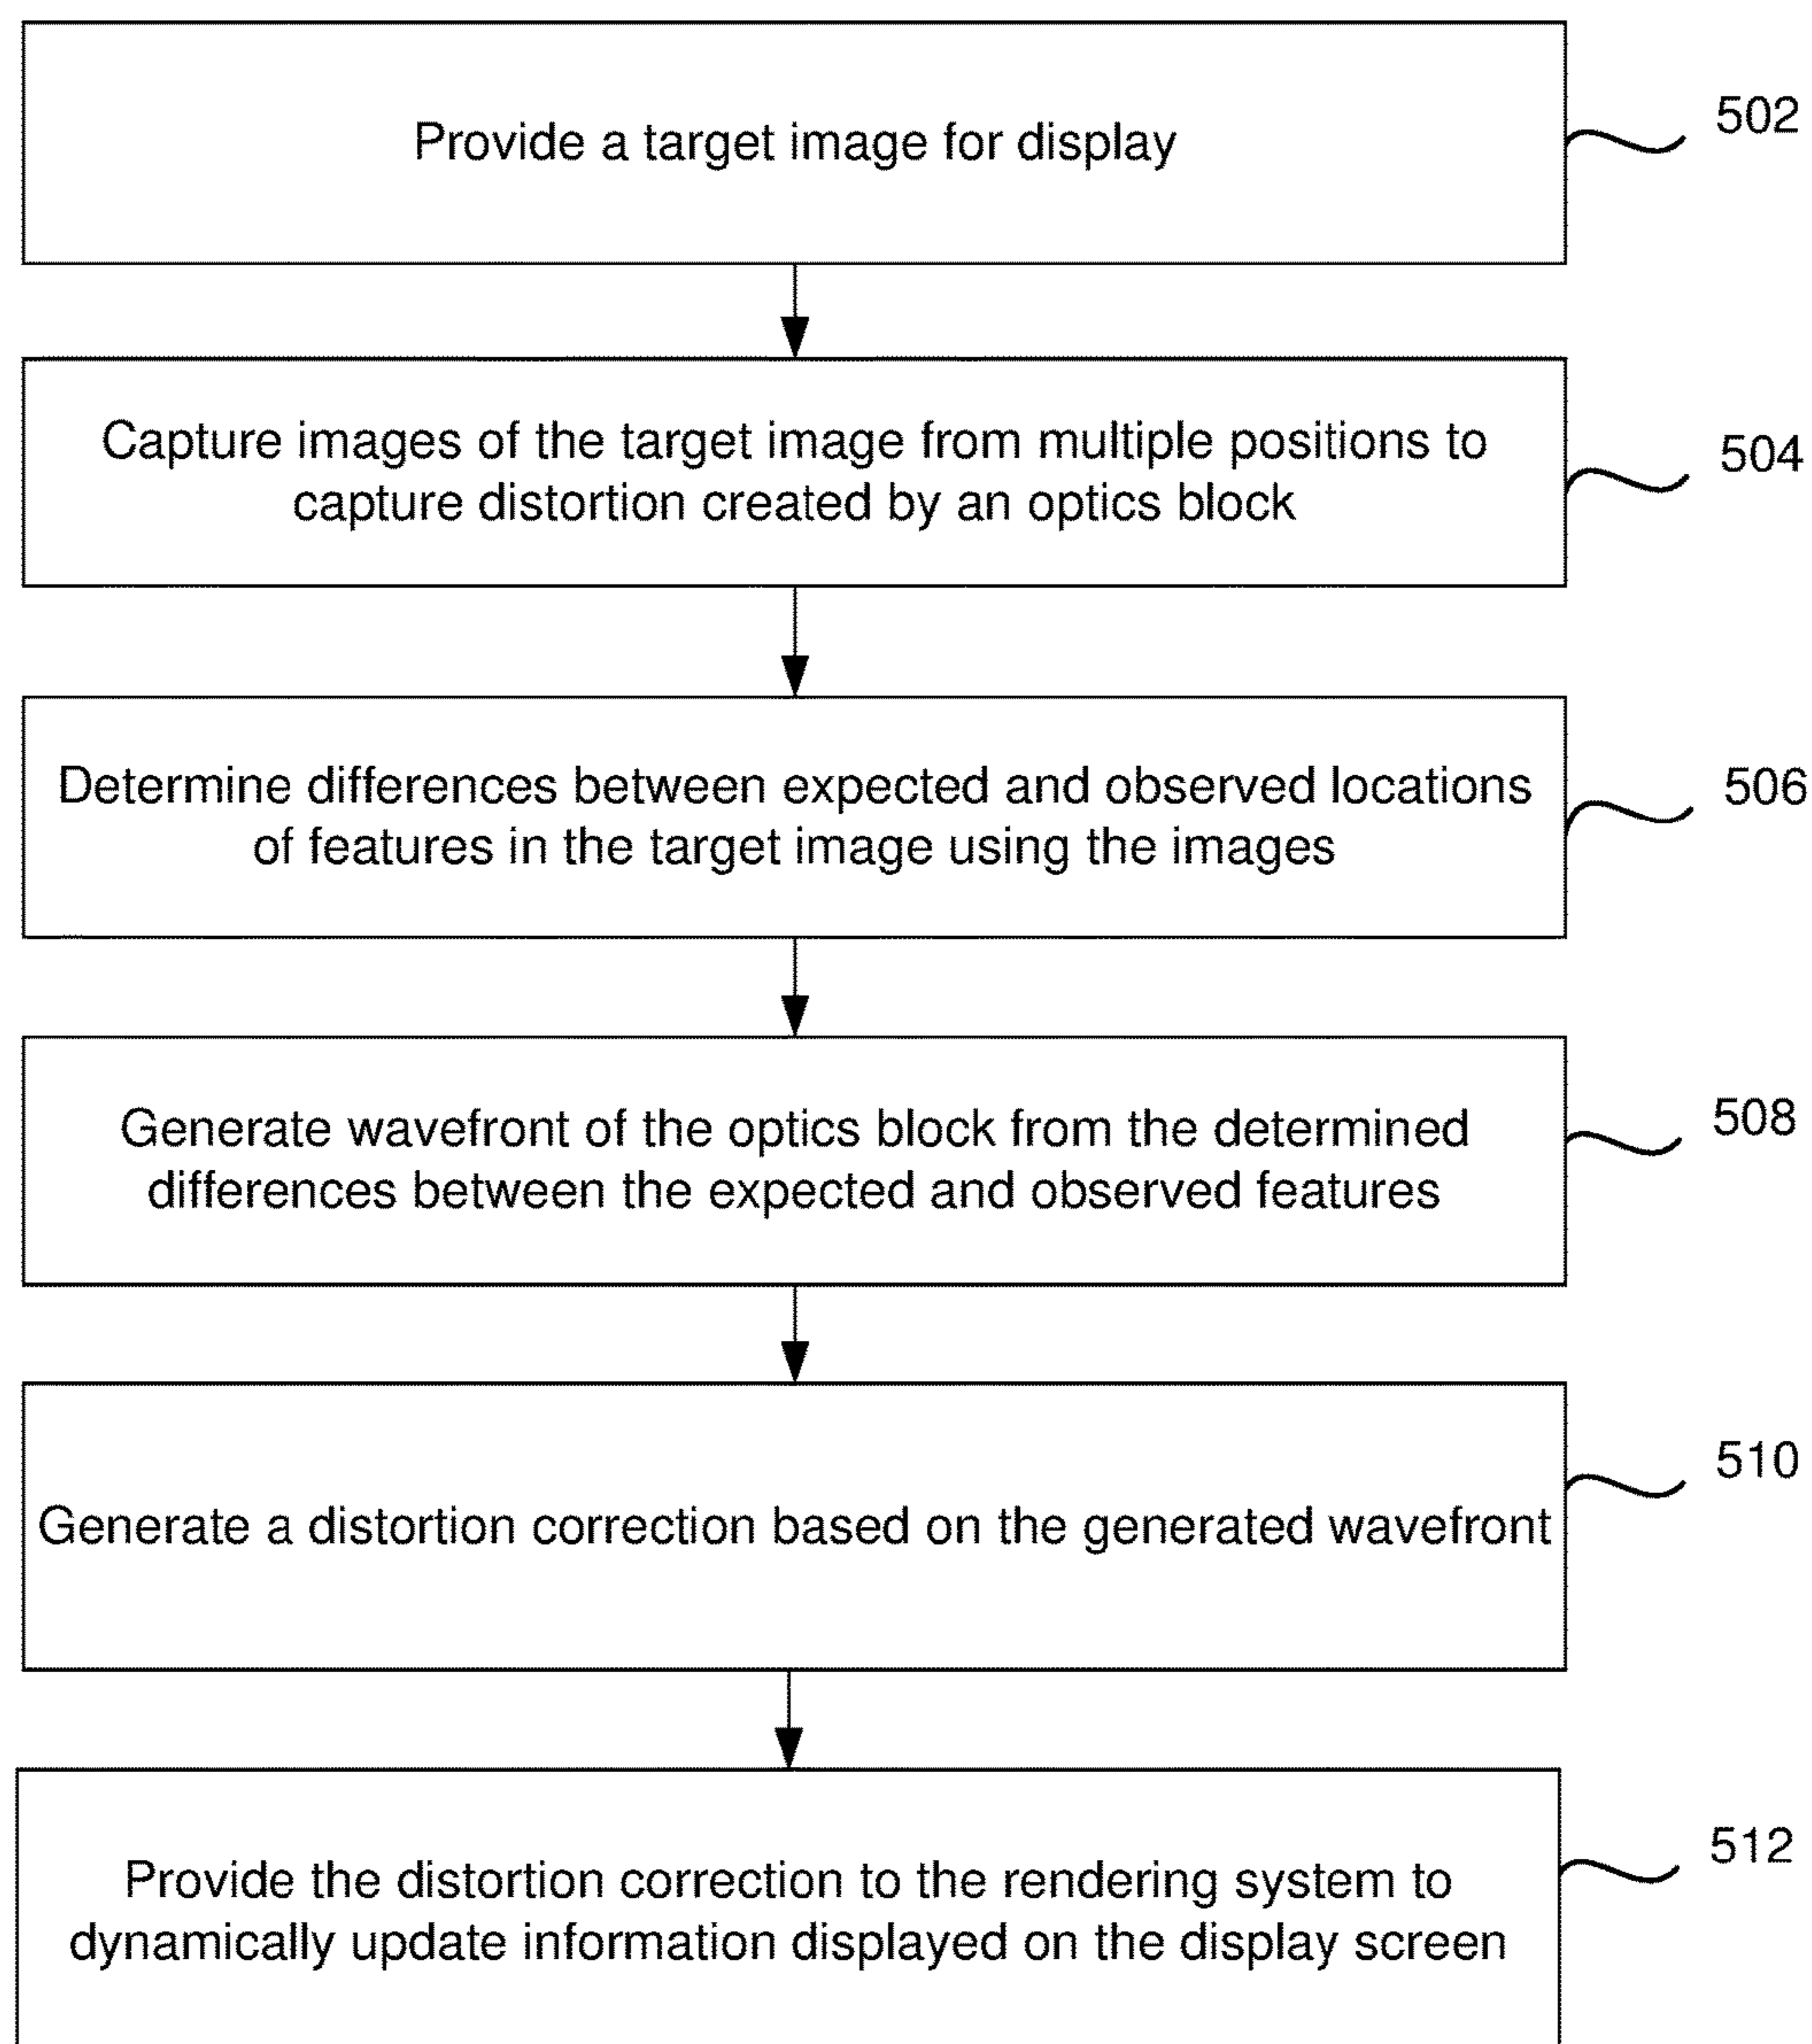 Provide a target image for display
502
Capture images of the target image from multiple positions to
capture distortion created by an optics block
504
Determine differences between expected and observed locations
of features in the target image using the images
506
Generate wavefront of the optics block from the determined
differences between the expected and observed features
508
Generate a distortion correction based on the generated wavefront
510
Provide the distortion correction to the rendering system to
dynamically update information displayed on the display screen
512